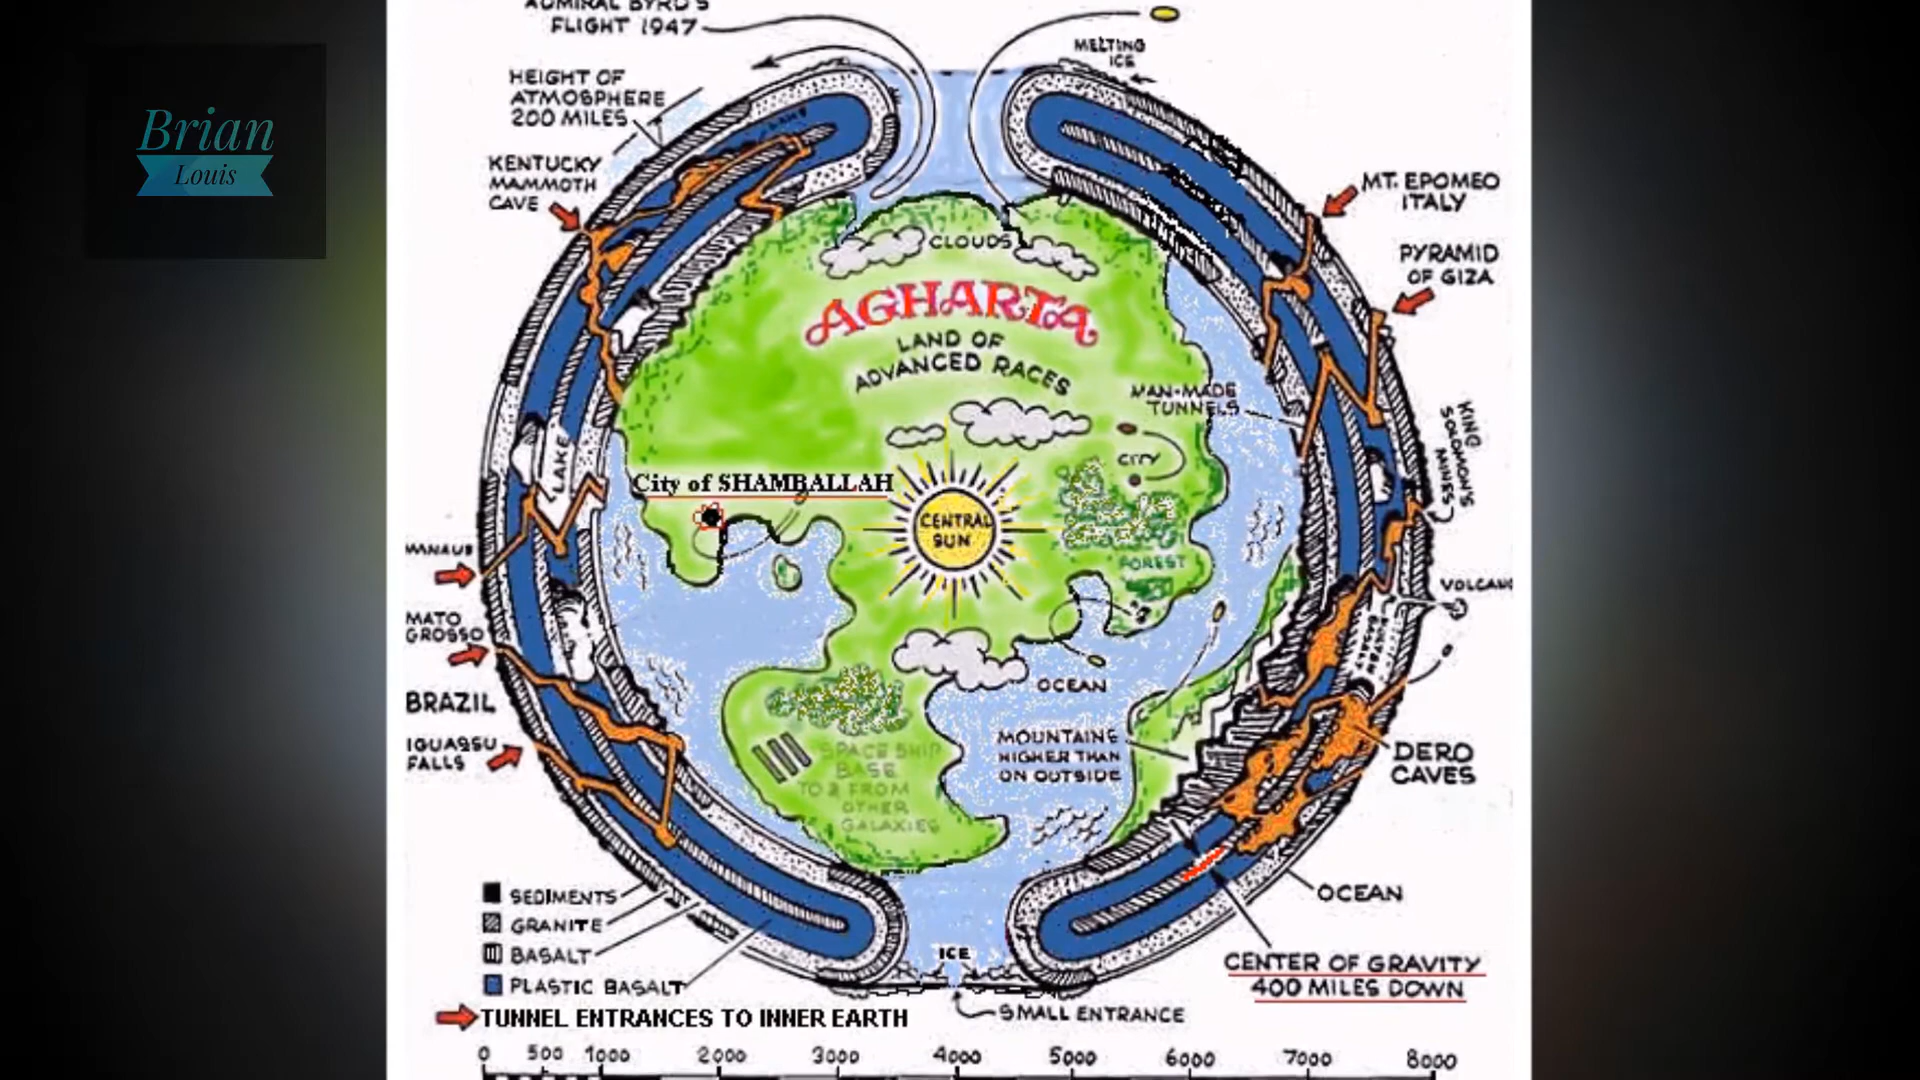 ADMIRAL BYRD'S
FLIGHT 1947
MELTING
ICE
HEIGHT OF
ATMOSPHERE
200 MILES
Brian
Louis
KENTUCKY
MAMMOTH
CAVE
MT. EPOMEO
ITALY
PYRAMID
OF GIZA
CLOUDS
AGHARTA
LAND OF
ADVANCED RACES
MAN-MADE
TUNNELS
KING
SOLOMON'S
MINES
LAKE
CITY
City of SHAMBALLAH
CENTRAL
SUN
FOREST
MANAUS
VOLCANO
MATO
GROSSO
BRAZIL
IGUASSU
FALLS
OCEAN
MOUNTAINS
HIGHER THAN
ON OUTSIDE
DERO
CAVES
SPACE SHIP
BASE
TO & FROM
OTHER
GALAXIES
SEDIMENTS
GRANITE
BASALT
PLASTIC BASALT
OCEAN
ICE
CENTER OF GRAVITY
400 MILES DOWN
SMALL ENTRANCE
TUNNEL ENTRANCES TO INNER EARTH
0 500 1000 2000 3000 4000 5000 6000 7000 8000